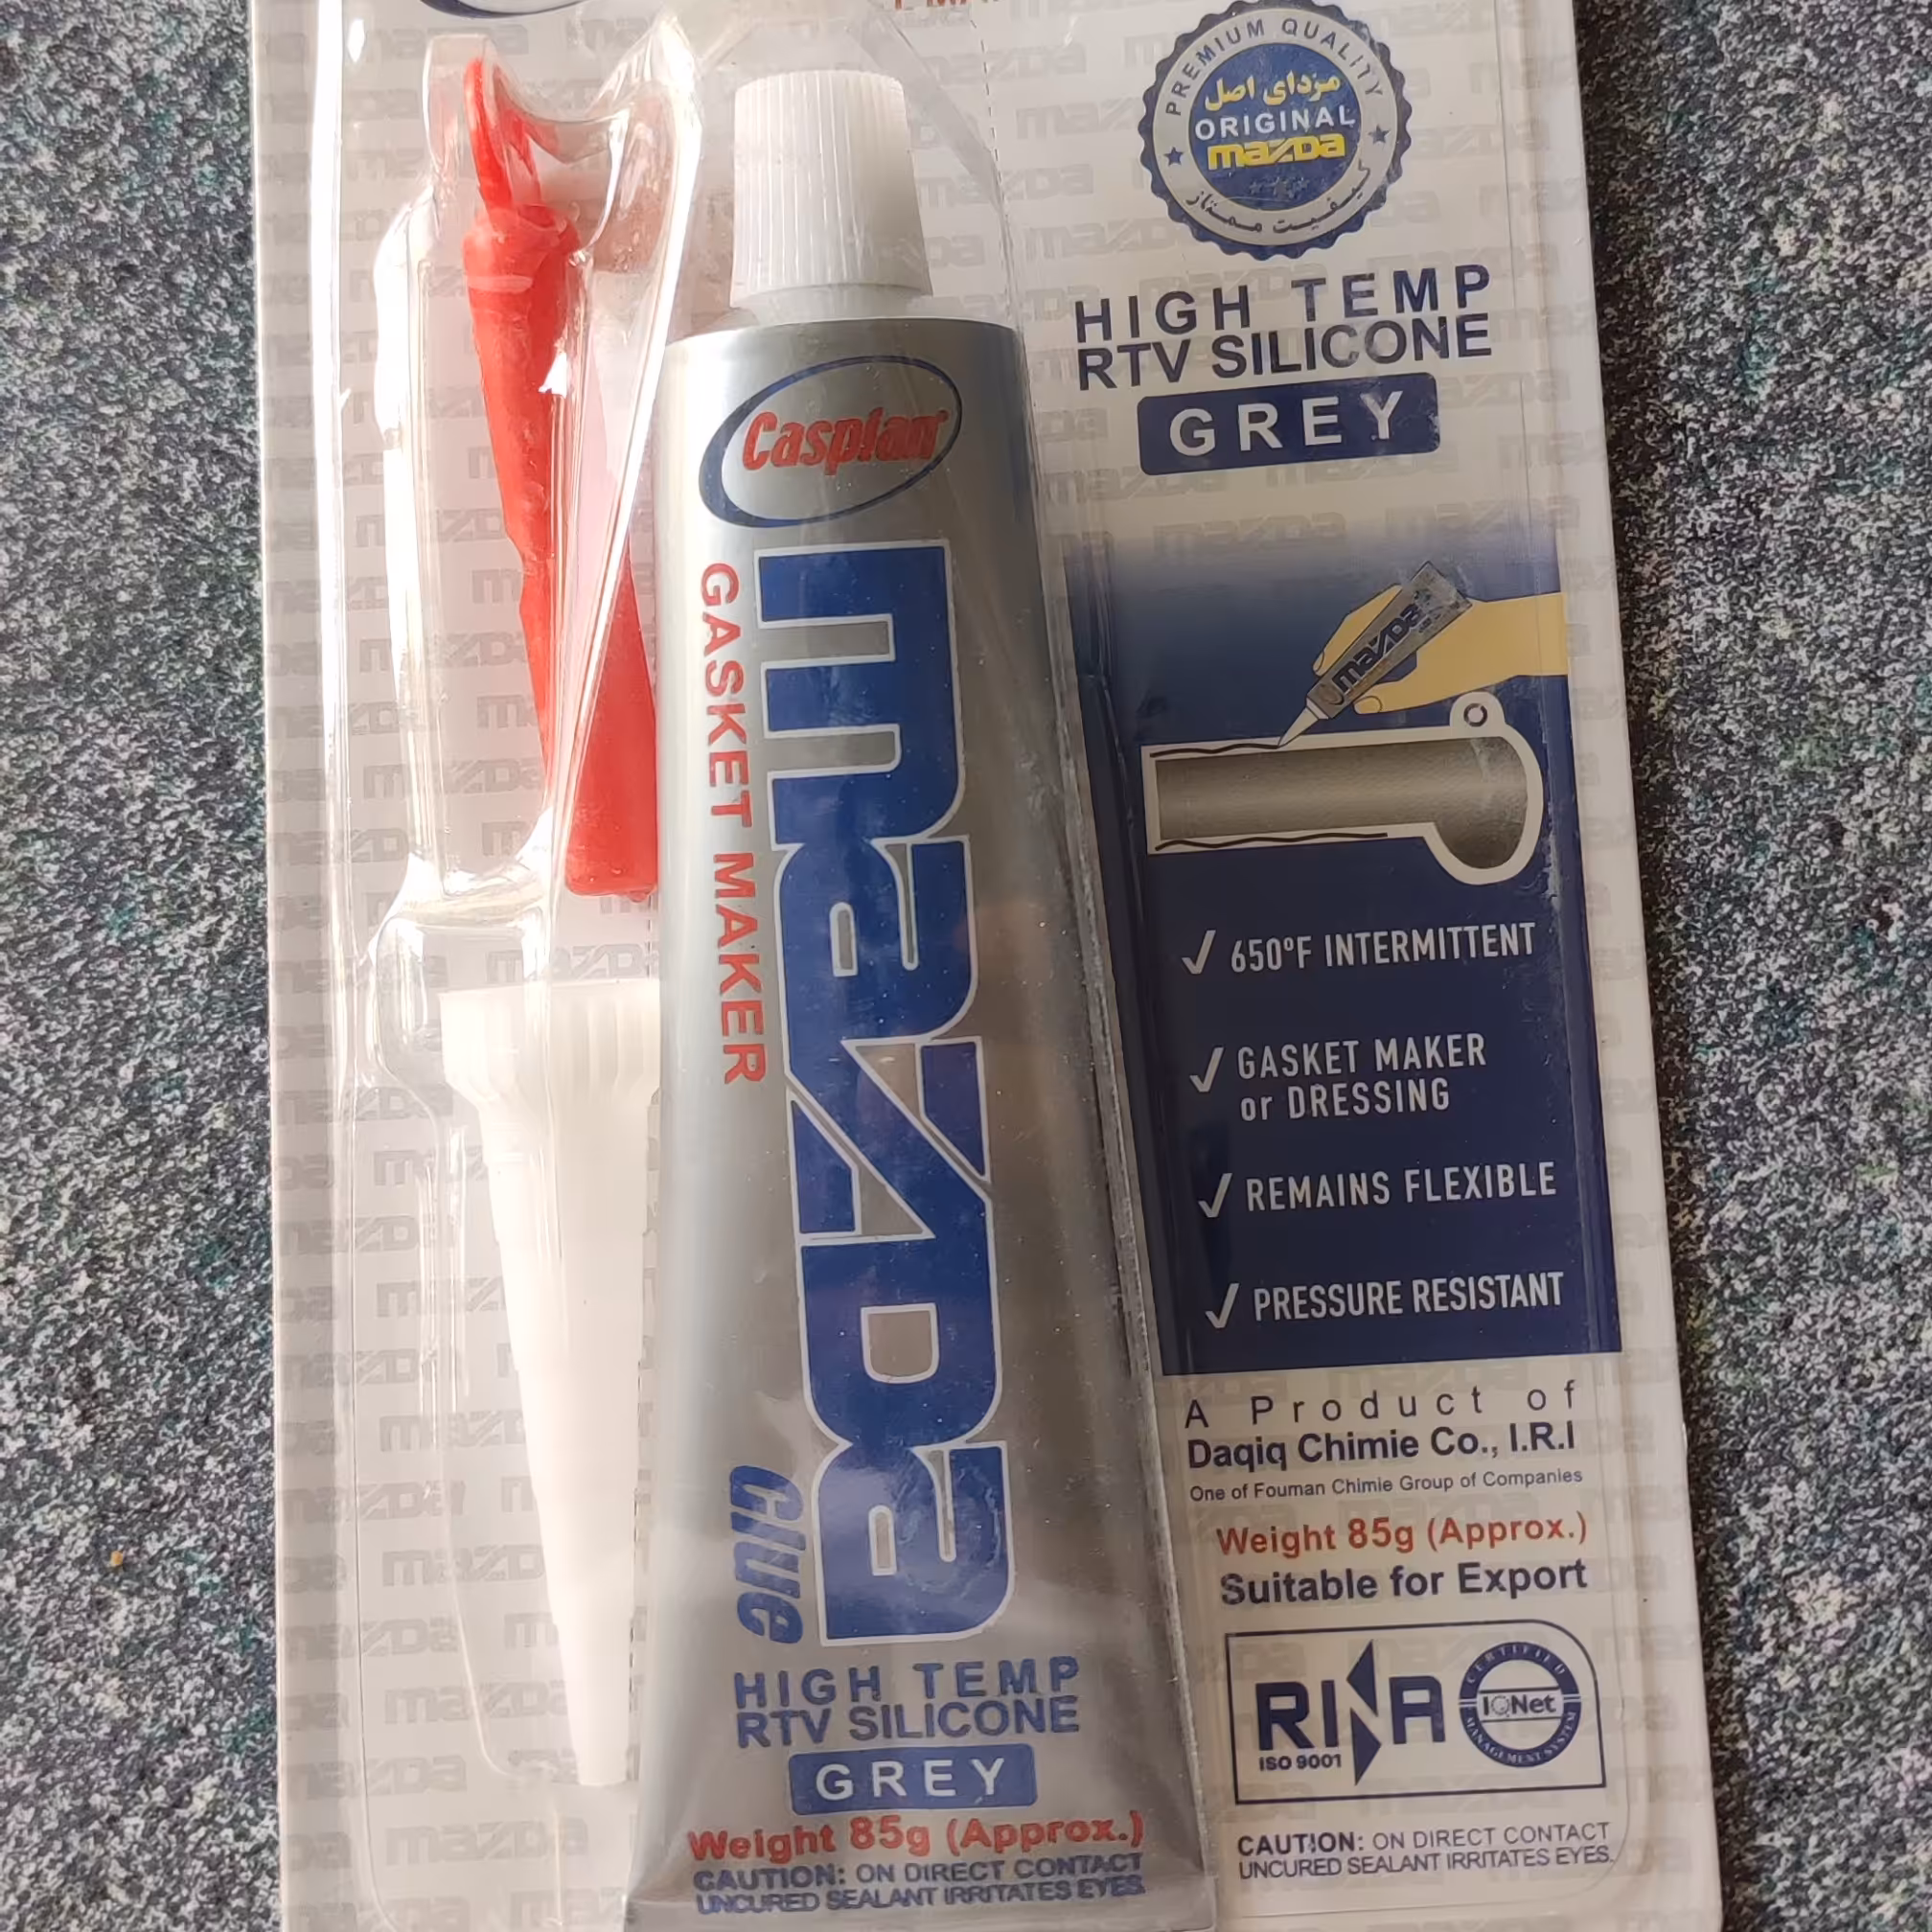 PREMIUM QUALITY
مزدای اصل
ORIGINAL
mazda
کیفیت ممتاز
HIGH TEMP
RTV SILICONE
GREY
Caspian
GASKET MAKER
mazda
Glue
HIGH TEMP
RTV SILICONE
GREY
Weight 85g (Approx.)
CAUTION: ON DIRECT CONTACT
UNCURED SEALANT IRRITATES EYES.
mazda
650ºF INTERMITTENT
GASKET MAKER
or DRESSING
REMAINS FLEXIBLE
PRESSURE RESISTANT
A Product of
Daqiq Chimie Co., I.R.I
One of Fouman Chimie Group of Companies
Weight 85g (Approx.)
Suitable for Export
RINA
ISO 9001
CERTIFIED
IQNet
MANAGEMENT SYSTEM
CAUTION: ON DIRECT CONTACT
UNCURED SEALANT IRRITATES EYES.